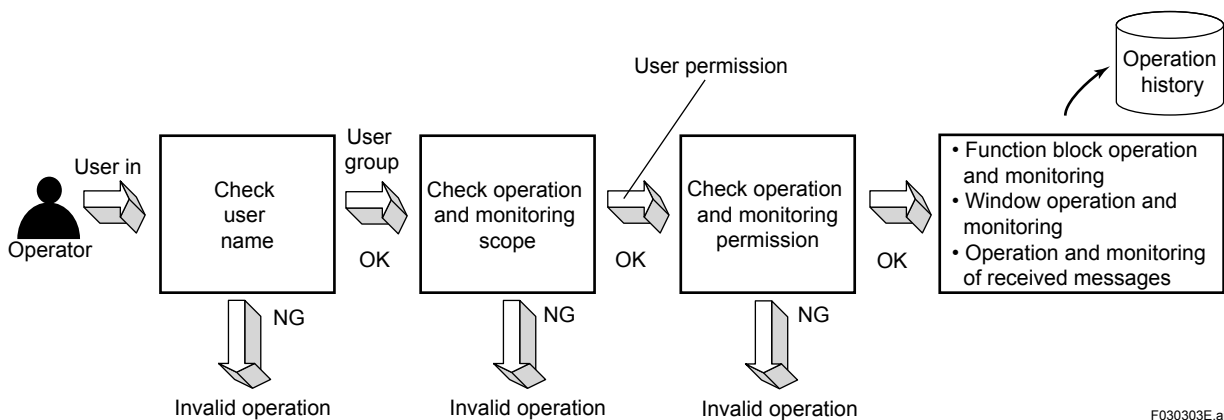 Operation
history
User permission
User in
Operator
Check
user
name
User
group
OK
Check operation
and monitoring
scope
OK
Check operation
and monitoring
permission
OK
• Function block operation
and monitoring
• Window operation and
monitoring
• Operation and monitoring
of received messages
NG
Invalid operation
NG
Invalid operation
NG
Invalid operation
F030303E.a